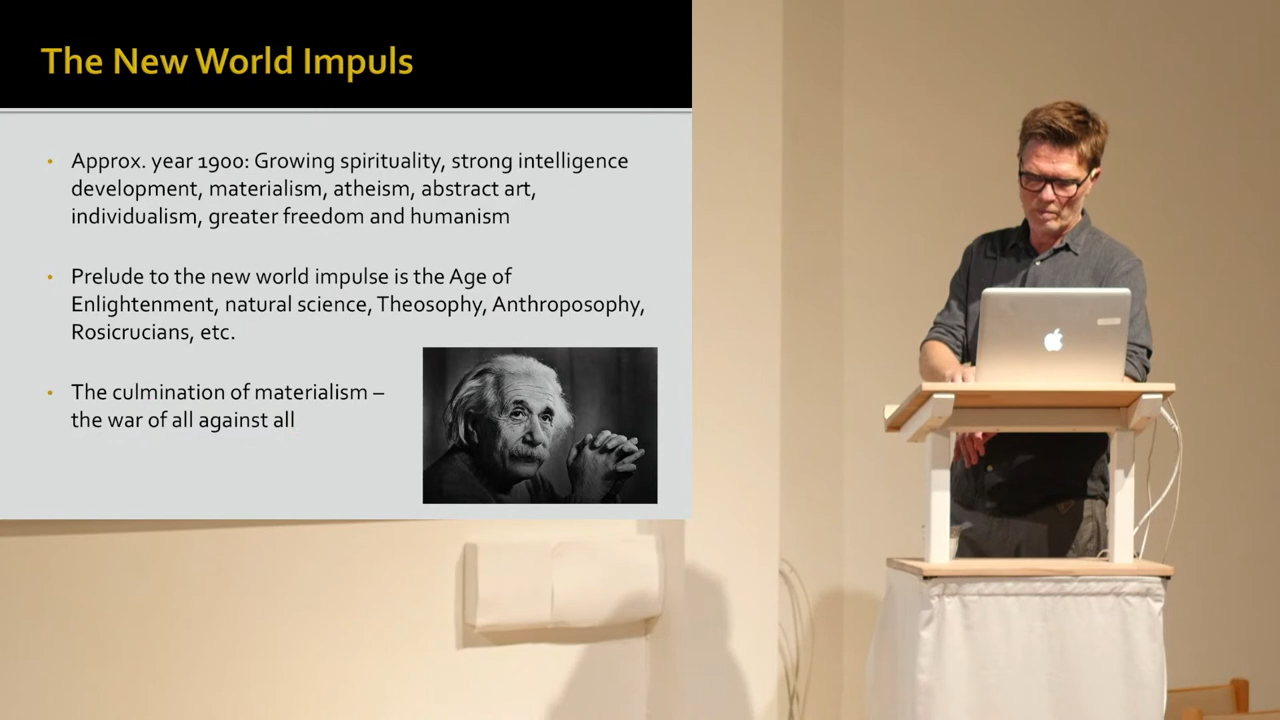 The New World Impuls
Approx. year 1900: Growing spirituality, strong intelligence
development, materialism, atheism, abstract art,
individualism, greater freedom and humanism
Prelude to the new world impulse is the Age of
Enlightenment, natural science, Theosophy, Anthroposophy,
Rosicrucians, etc.
The culmination of materialism –
the war of all against all